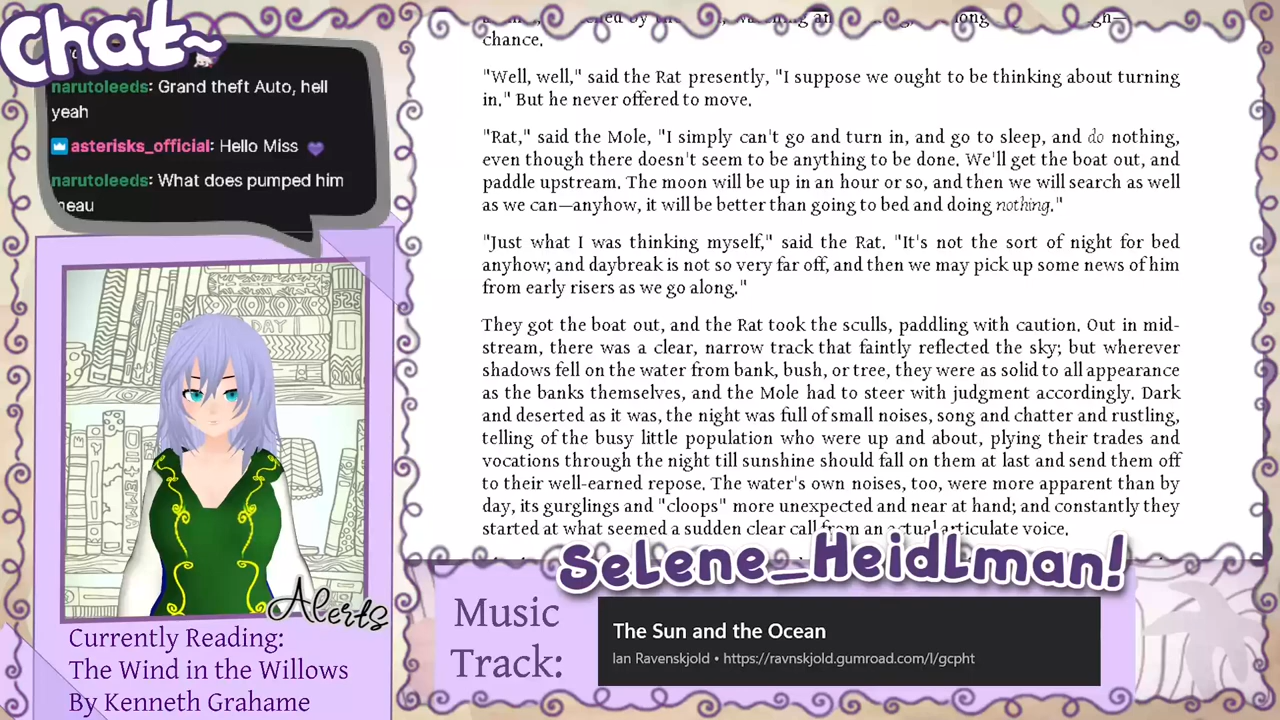 Chat~
narutoleeds: Grand theft Auto, hell
yeah
asterisks_official: Hello Miss 💜
narutoleeds: What does pumped him
meau
chance.
"Well, well," said the Rat presently, "I suppose we ought to be thinking about turning
in." But he never offered to move.
"Rat," said the Mole, "I simply can't go and turn in, and go to sleep, and do nothing,
even though there doesn't seem to be anything to be done. We'll get the boat out, and
paddle upstream. The moon will be up in an hour or so, and then we will search as well
as we can—anyhow, it will be better than going to bed and doing nothing."
"Just what I was thinking myself," said the Rat. "It's not the sort of night for bed
anyhow; and daybreak is not so very far off, and then we may pick up some news of him
from early risers as we go along."
They got the boat out, and the Rat took the sculls, paddling with caution. Out in mid-
stream, there was a clear, narrow track that faintly reflected the sky; but wherever
shadows fell on the water from bank, bush, or tree, they were as solid to all appearance
as the banks themselves, and the Mole had to steer with judgment accordingly. Dark
and deserted as it was, the night was full of small noises, song and chatter and rustling,
telling of the busy little population who were up and about, plying their trades and
vocations through the night till sunshine should fall on them at last and send them off
to their well-earned repose. The water's own noises, too, were more apparent than by
day, its gurglings and "cloops" more unexpected and near at hand; and constantly they
started at what seemed a sudden clear call from an actual articulate voice.
DAY 1
525
Alerts
Currently Reading:
The Wind in the Willows
By Kenneth Grahame
Selene_Heidlman!
Music
Track:
The Sun and the Ocean
Ian Ravenskjold • https://ravnskjold.gumroad.com/l/gcpht